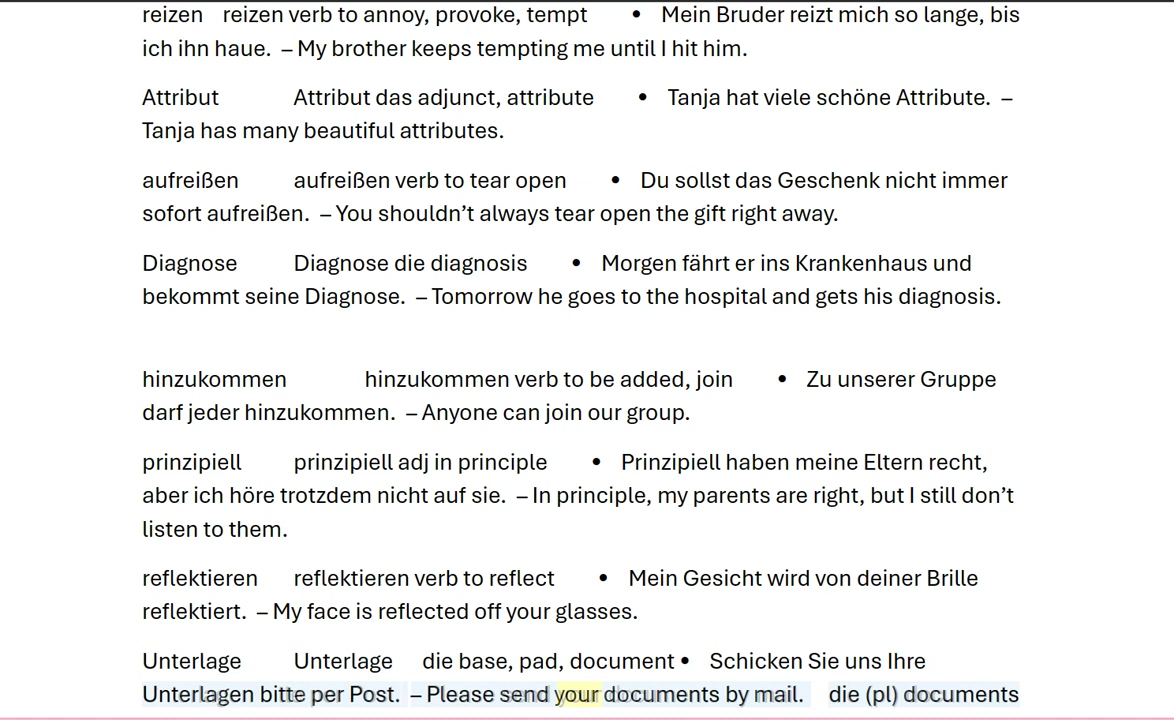 reizen reizen verb to annoy, provoke, tempt • Mein Bruder reizt mich so lange, bis
ich ihn haue. – My brother keeps tempting me until I hit him.
Attribut Attribut das adjunct, attribute • Tanja hat viele schöne Attribute. –
Tanja has many beautiful attributes.
aufreißen aufreißen verb to tear open • Du sollst das Geschenk nicht immer
sofort aufreißen. – You shouldn’t always tear open the gift right away.
Diagnose Diagnose die diagnosis • Morgen fährt er ins Krankenhaus und
bekommt seine Diagnose. – Tomorrow he goes to the hospital and gets his diagnosis.
hinzukommen hinzukommen verb to be added, join • Zu unserer Gruppe
darf jeder hinzukommen. – Anyone can join our group.
prinzipiell prinzipiell adj in principle • Prinzipiell haben meine Eltern recht,
aber ich höre trotzdem nicht auf sie. – In principle, my parents are right, but I still don’t
listen to them.
reflektieren reflektieren verb to reflect • Mein Gesicht wird von deiner Brille
reflektiert. – My face is reflected off your glasses.
Unterlage Unterlage die base, pad, document • Schicken Sie uns Ihre
Unterlagen bitte per Post. – Please send your documents by mail. die (pl) documents